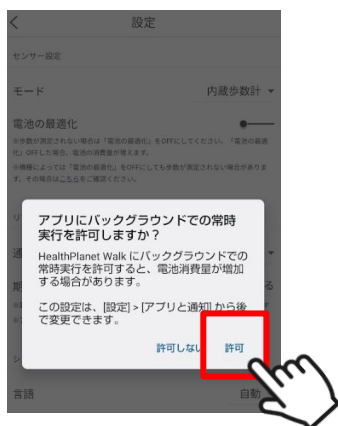 設定
センサー設定
モード
内蔵歩数計
電池の最適化
※歩数が測定されない場合は「電池の最適化」をOFFにしてください。「電池の最適
化」OFFした場合、電池の消費量が増えます。
※機種によっては「電池の最適化」をOFFにしても歩数が測定されない場合がありま
す。その場合はこちらをご確認ください。
アプリにバックグラウンドでの常時
実行を許可しますか？
HealthPlanet Walk にバックグラウンドでの
常時実行を許可すると、電池消費量が増加
する場合があります。
この設定は、[設定] > [アプリと通知] から後
で変更できます。
許可しない
許可
言語
自動